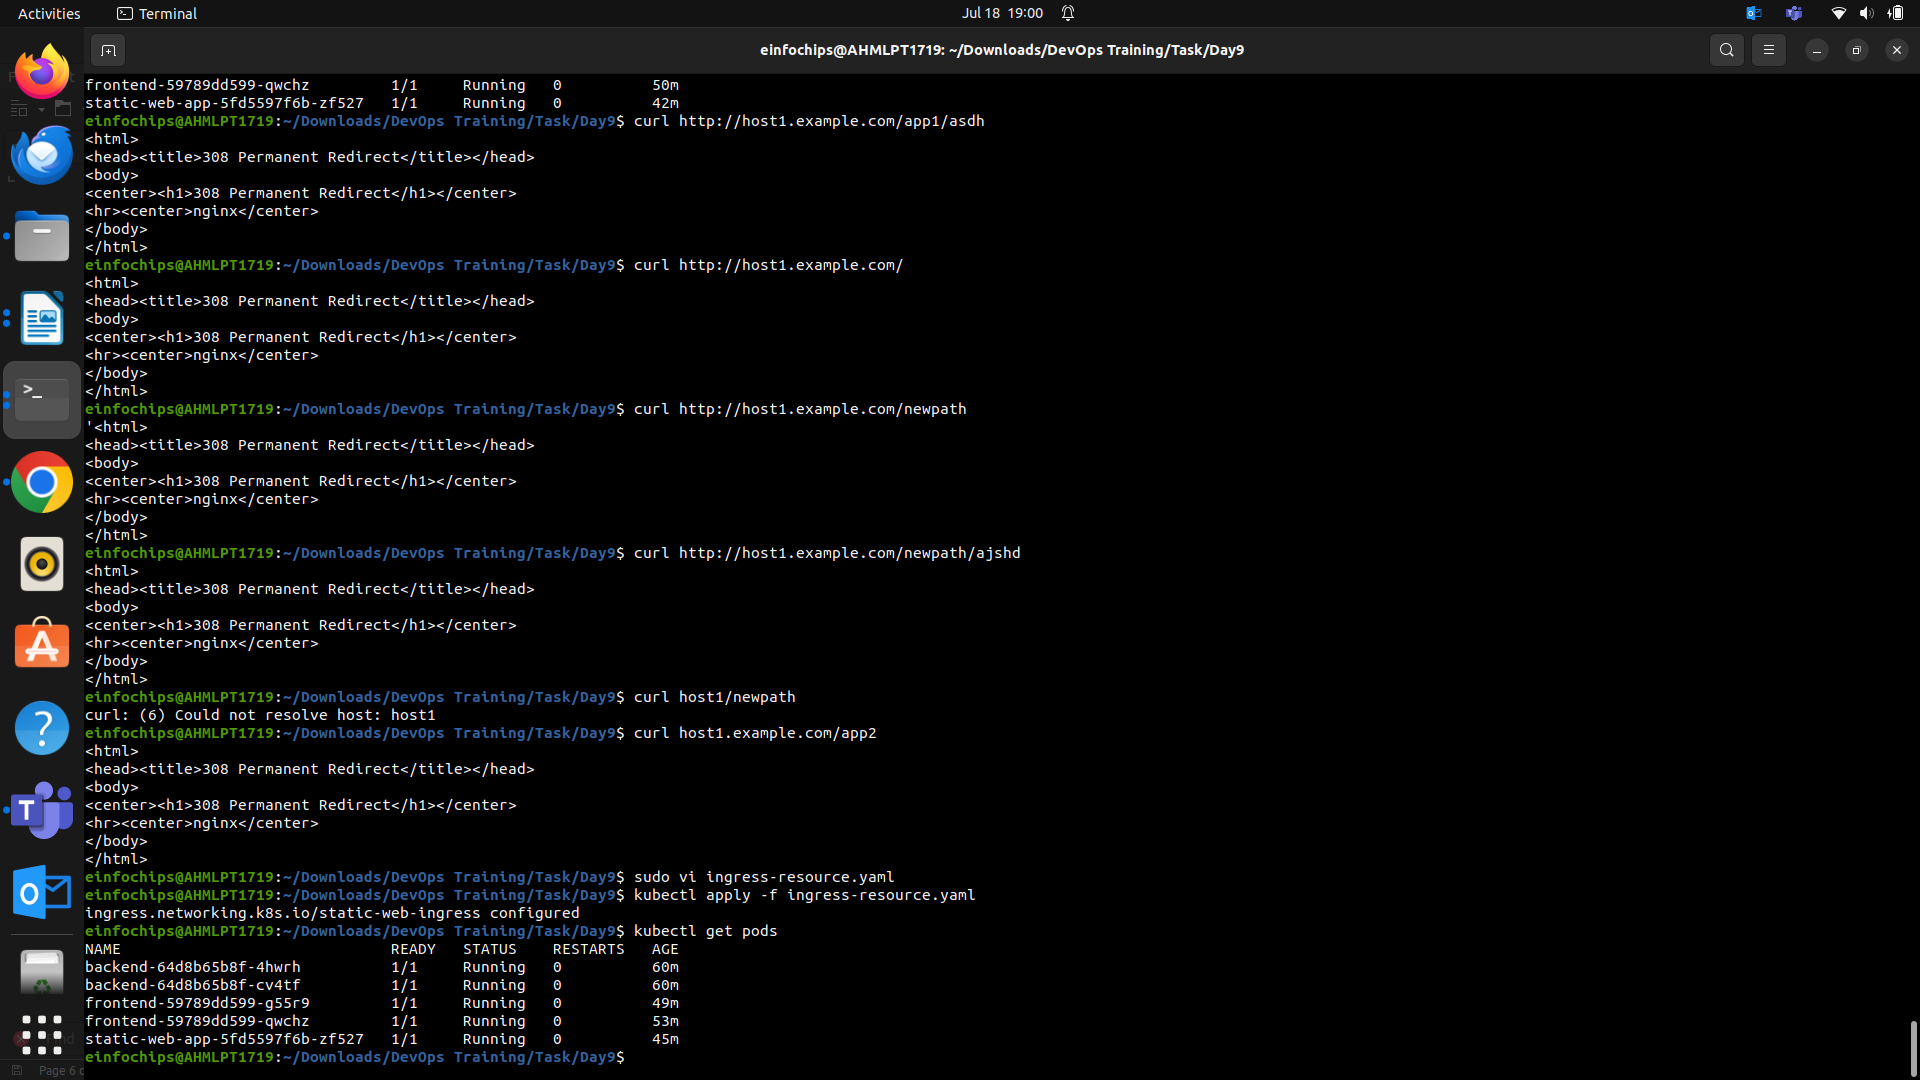 Activities
Terminal
Jul 18 19:00
einfochips@AHMLPT1719: ~/Downloads/DevOps Training/Task/Day9
frontend-59789dd599-qwchz 1/1 Running 0 50m
static-web-app-5fd5597f6b-zf527 1/1 Running 0 42m
einfochips@AHMLPT1719:~/Downloads/DevOps Training/Task/Day9$ curl http://host1.example.com/app1/asdh
<html>
<head><title>308 Permanent Redirect</title></head>
<body>
<center><h1>308 Permanent Redirect</h1></center>
<hr><center>nginx</center>
</body>
</html>
einfochips@AHMLPT1719:~/Downloads/DevOps Training/Task/Day9$ curl http://host1.example.com/
<html>
<head><title>308 Permanent Redirect</title></head>
<body>
<center><h1>308 Permanent Redirect</h1></center>
<hr><center>nginx</center>
</body>
</html>
einfochips@AHMLPT1719:~/Downloads/DevOps Training/Task/Day9$ curl http://host1.example.com/newpath
'<html>
<head><title>308 Permanent Redirect</title></head>
<body>
<center><h1>308 Permanent Redirect</h1></center>
<hr><center>nginx</center>
</body>
</html>
einfochips@AHMLPT1719:~/Downloads/DevOps Training/Task/Day9$ curl http://host1.example.com/newpath/ajshd
<html>
<head><title>308 Permanent Redirect</title></head>
<body>
<center><h1>308 Permanent Redirect</h1></center>
<hr><center>nginx</center>
</body>
</html>
einfochips@AHMLPT1719:~/Downloads/DevOps Training/Task/Day9$ curl host1/newpath
curl: (6) Could not resolve host: host1
einfochips@AHMLPT1719:~/Downloads/DevOps Training/Task/Day9$ curl host1.example.com/app2
<html>
<head><title>308 Permanent Redirect</title></head>
<body>
<center><h1>308 Permanent Redirect</h1></center>
<hr><center>nginx</center>
</body>
</html>
einfochips@AHMLPT1719:~/Downloads/DevOps Training/Task/Day9$ sudo vi ingress-resource.yaml
einfochips@AHMLPT1719:~/Downloads/DevOps Training/Task/Day9$ kubectl apply -f ingress-resource.yaml
ingress.networking.k8s.io/static-web-ingress configured
einfochips@AHMLPT1719:~/Downloads/DevOps Training/Task/Day9$ kubectl get pods
NAME READY STATUS RESTARTS AGE
backend-64d8b65b8f-4hwrh 1/1 Running 0 60m
backend-64d8b65b8f-cv4tf 1/1 Running 0 60m
frontend-59789dd599-g55r9 1/1 Running 0 49m
frontend-59789dd599-qwchz 1/1 Running 0 53m
static-web-app-5fd5597f6b-zf527 1/1 Running 0 45m
einfochips@AHMLPT1719:~/Downloads/DevOps Training/Task/Day9$
Page 6